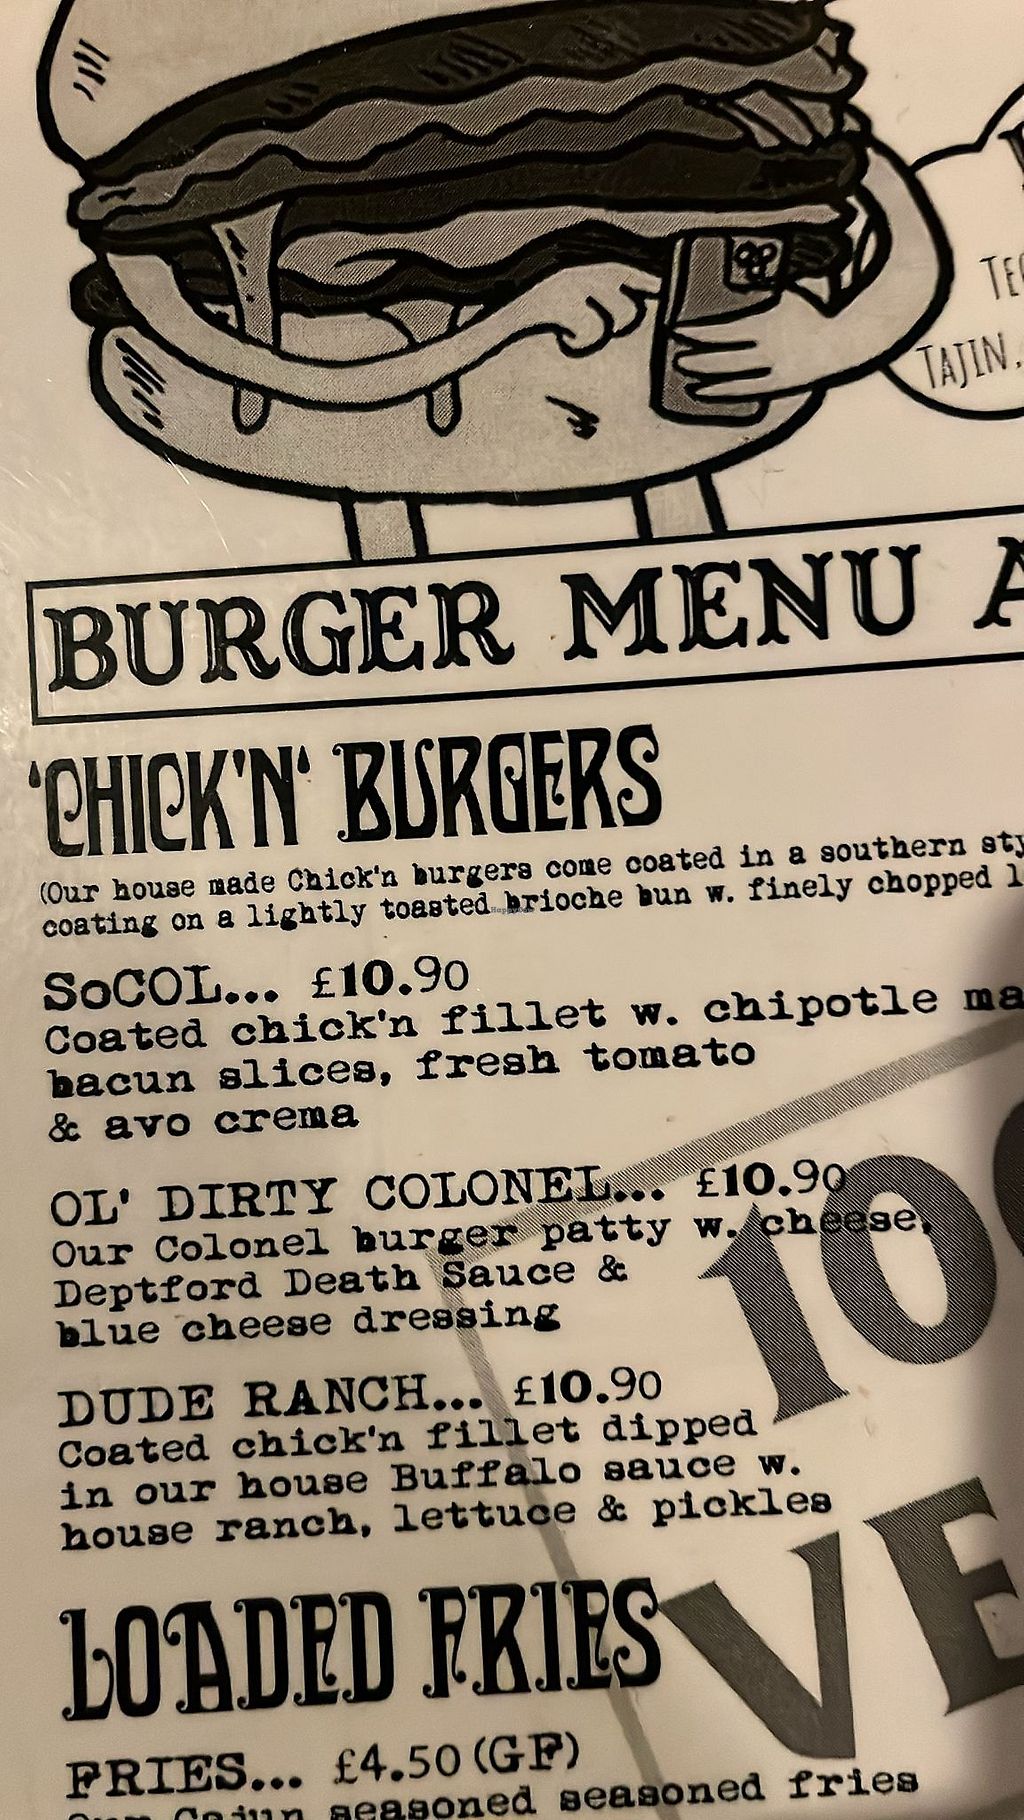 TAJIN,
BURGER MENU
'CHICK'N' BURGERS
(Our house made Chick'n burgers come coated in a southern
coating on a lightly toasted brioche bun w. finely chopped
SoCOL... £10.90
Coated chick'n fillet w. chipotle
bacun slices, fresh tomato
& avo crema
OL' DIRTY COLONEL... £10.90
Our Colonel burger patty w. cheese,
Deptford Death Sauce &
blue cheese dressing
DUDE RANCH... £10.90
Coated chick'n fillet dipped
in our house Buffalo sauce w.
house ranch, lettuce & pickles
LOADED FRIES
FRIES... £4.50 (GF)
Our Cajun seasoned seasoned fries